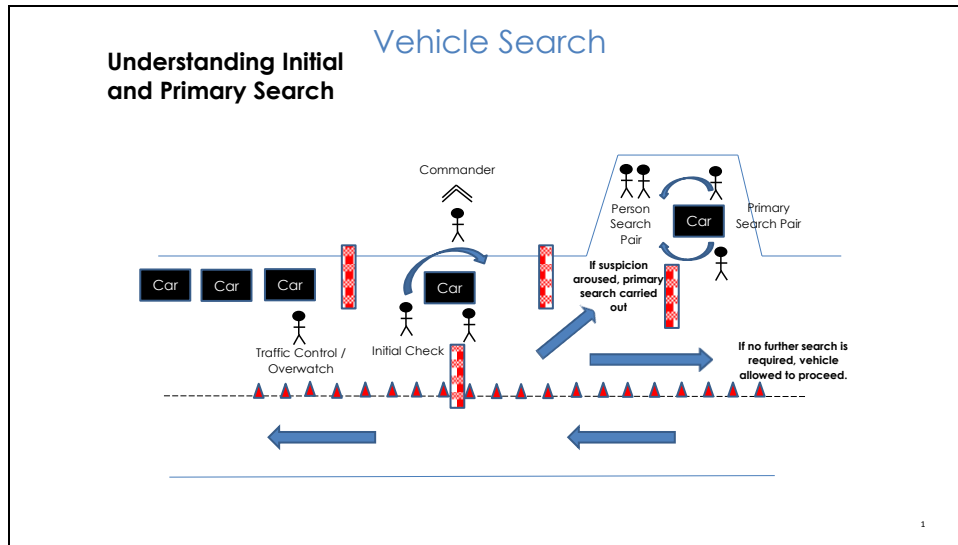 Vehicle Search
Understanding Initial
and Primary Search
Commander
Person
Search
Pair
Car
Primary
Search Pair
Car
Car
Car
Car
If suspicion
aroused, primary
search carried
out
Traffic Control /
Overwatch
Initial Check
If no further search is
required, vehicle
allowed to proceed.
1